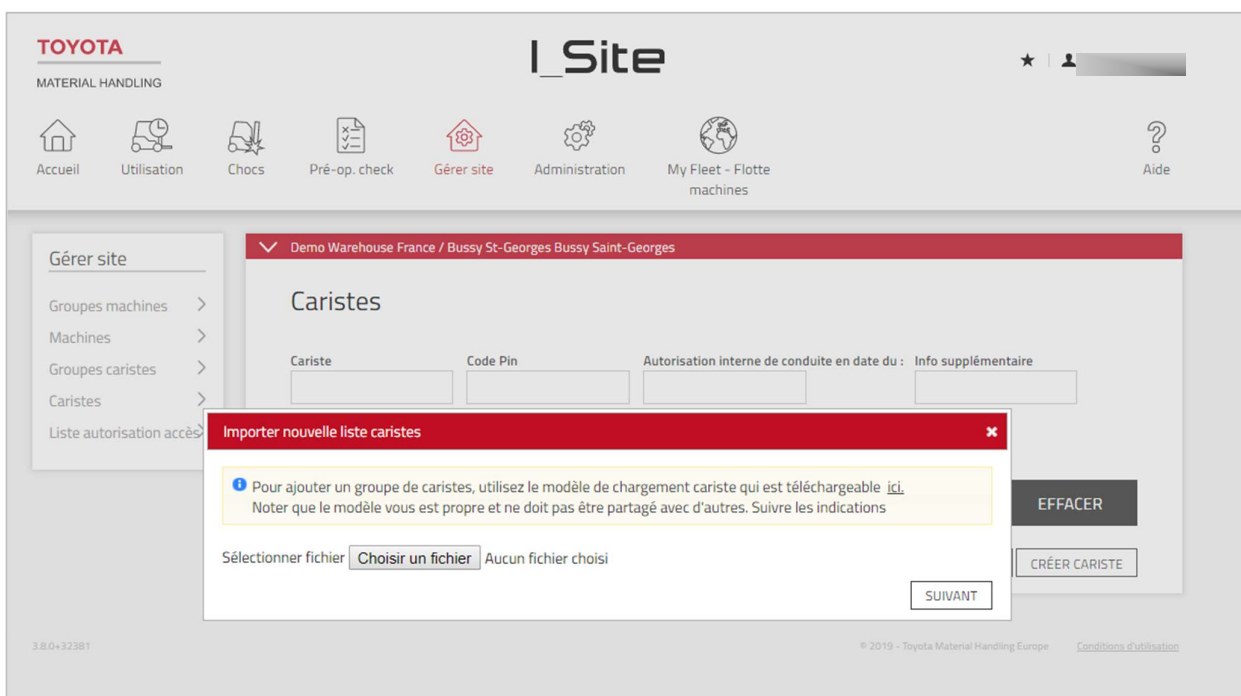 TOYOTA
MATERIAL HANDLING
I_Site
Accueil
Utilisation
Chocs
Pré-op. check
Gérer site
Administration
My Fleet - Flotte
machines
Aide
Gérer site
Groupes machines
Machines
Groupes caristes
Caristes
Liste autorisation accès
Demo Warehouse France / Bussy St-Georges Bussy Saint-Georges
Caristes
Cariste
Code Pin
Autorisation interne de conduite en date du :
Info supplémentaire
Importer nouvelle liste caristes
Pour ajouter un groupe de caristes, utilisez le modèle de chargement cariste qui est téléchargeable ici.
Noter que le modèle vous est propre et ne doit pas être partagé avec d'autres. Suivre les indications
Sélectionner fichier Choisir un fichier Aucun fichier choisi
SUIVANT
EFFACER
CRÉER CARISTE
3.8.0+32381
© 2019 - Toyota Material Handling Europe
Conditions d'utilisation